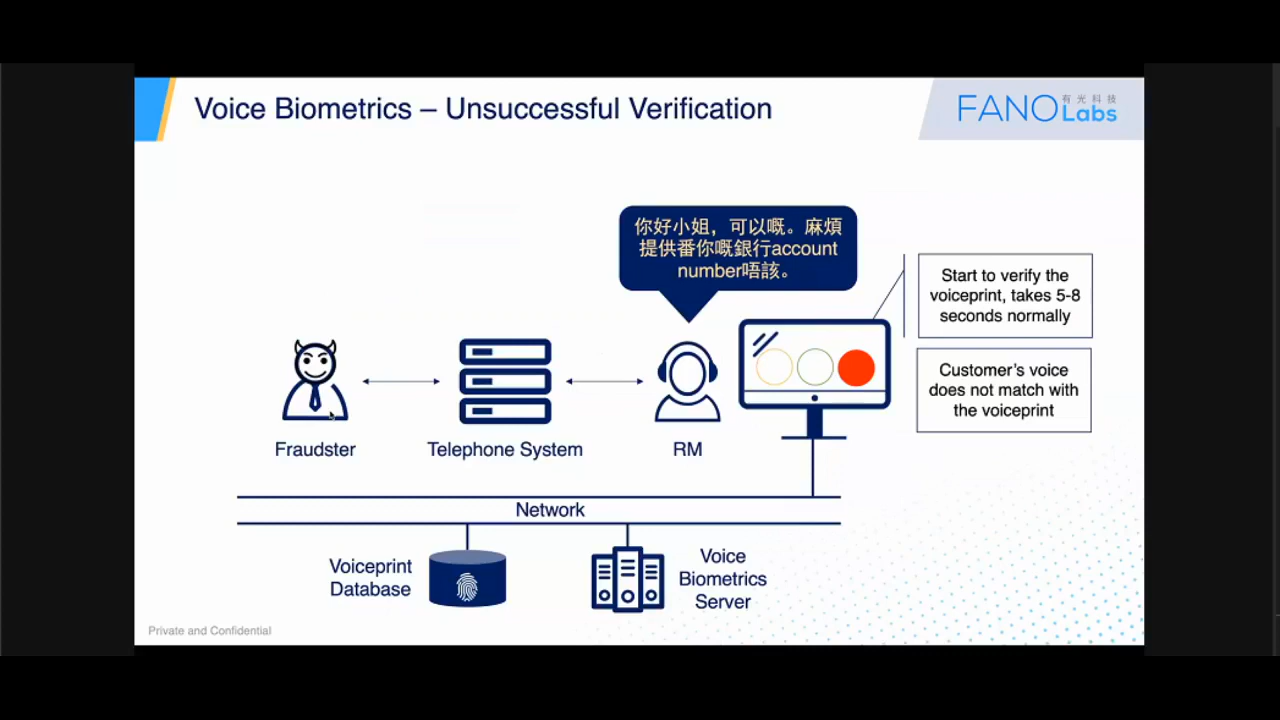 Voice Biometrics – Unsuccessful Verification
FANO
有光科技
Labs
你好小姐，可以嘅。麻煩
提供番你嘅銀行account
number唔該。
Start to verify the
voiceprint, takes 5-8
seconds normally
Customer’s voice
does not match with
the voiceprint
Fraudster
Telephone System
RM
Network
Voiceprint
Database
Voice
Biometrics
Server
Private and Confidential